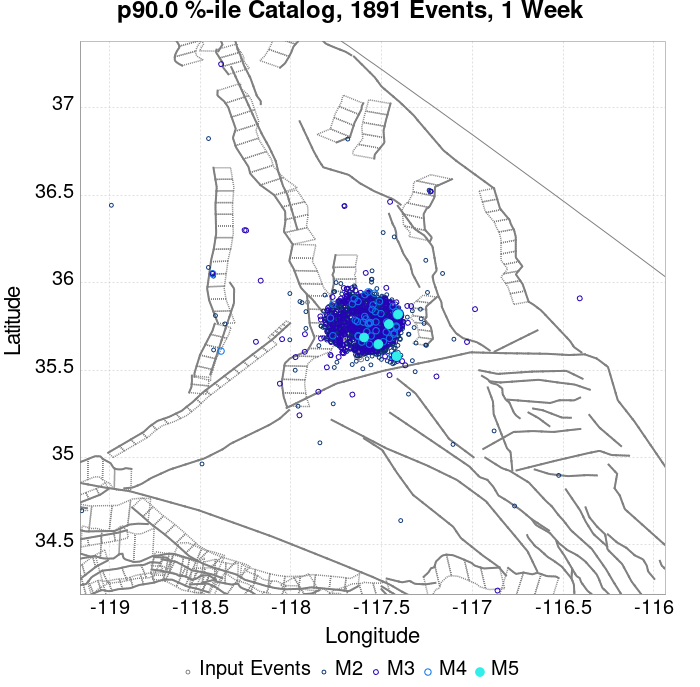 p90.0 %-ile Catalog, 1891 Events, 1 Week
37
36.5
36
35.5
35
34.5
Latitude
-119 -118.5 -118 -117.5 -117 -116.5 -116
Longitude
Input Events M2 M3 M4 M5